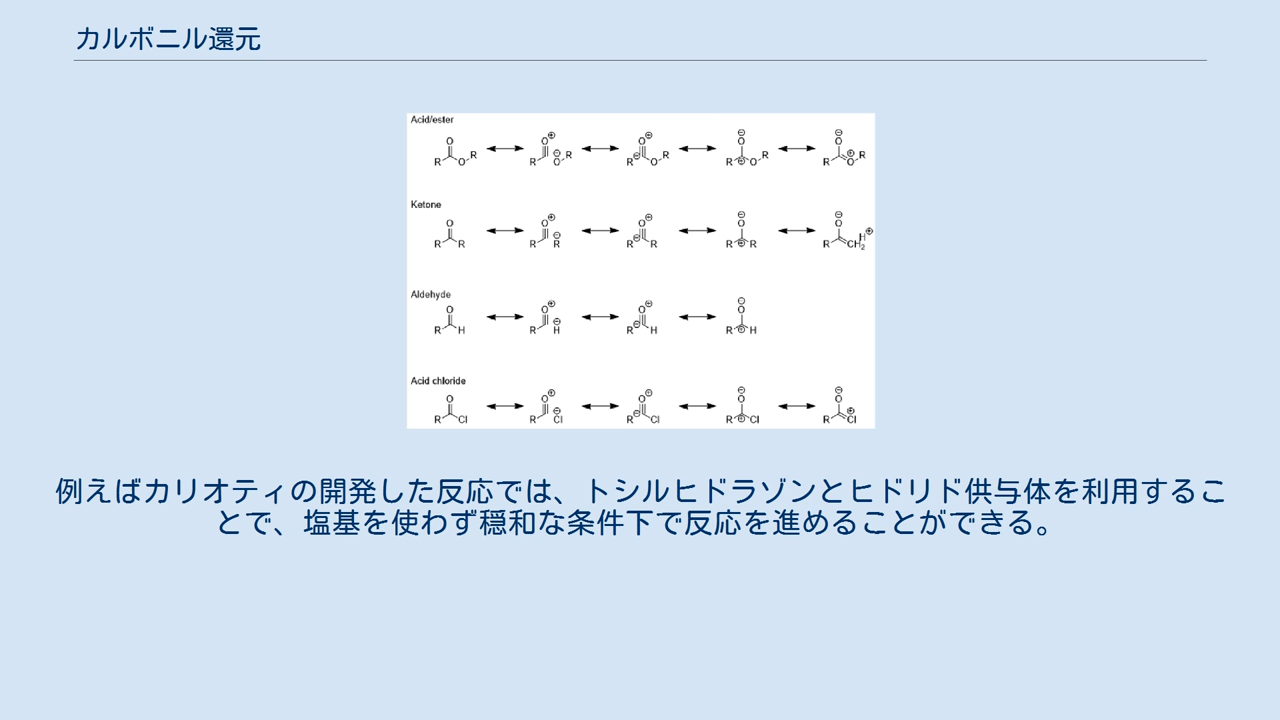 カルボニル還元
Acid/ester
Ketone
Aldehyde
Acid chloride
例えばカリオティの開発した反応では、トシルヒドラゾンとヒドリド供与体を利用するこ
とで、塩基を使わず穏和な条件下で反応を進めることができる。